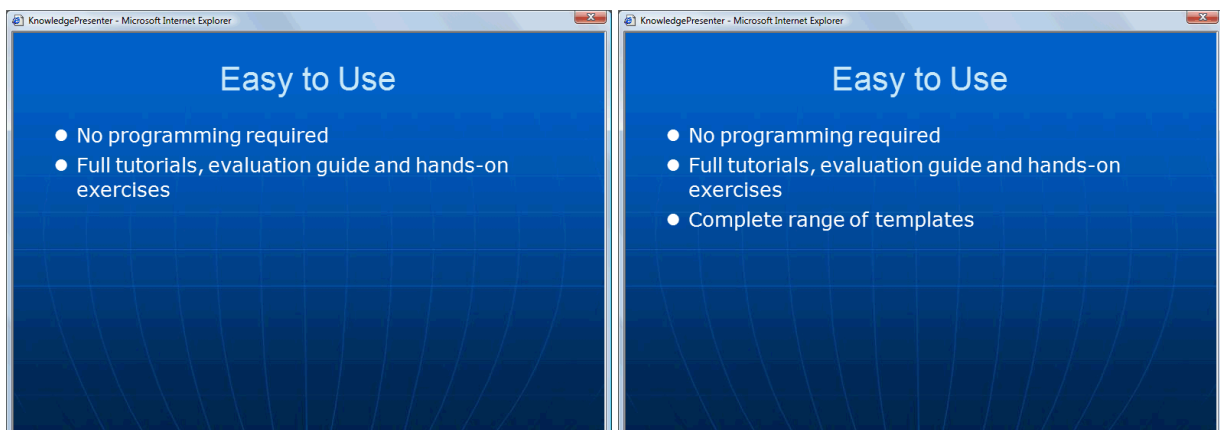 KnowledgePresenter - Microsoft Internet Explorer
Easy to Use
No programming required
Full tutorials, evaluation guide and hands-on
exercises
KnowledgePresenter - Microsoft Internet Explorer
Easy to Use
No programming required
Full tutorials, evaluation guide and hands-on
exercises
Complete range of templates